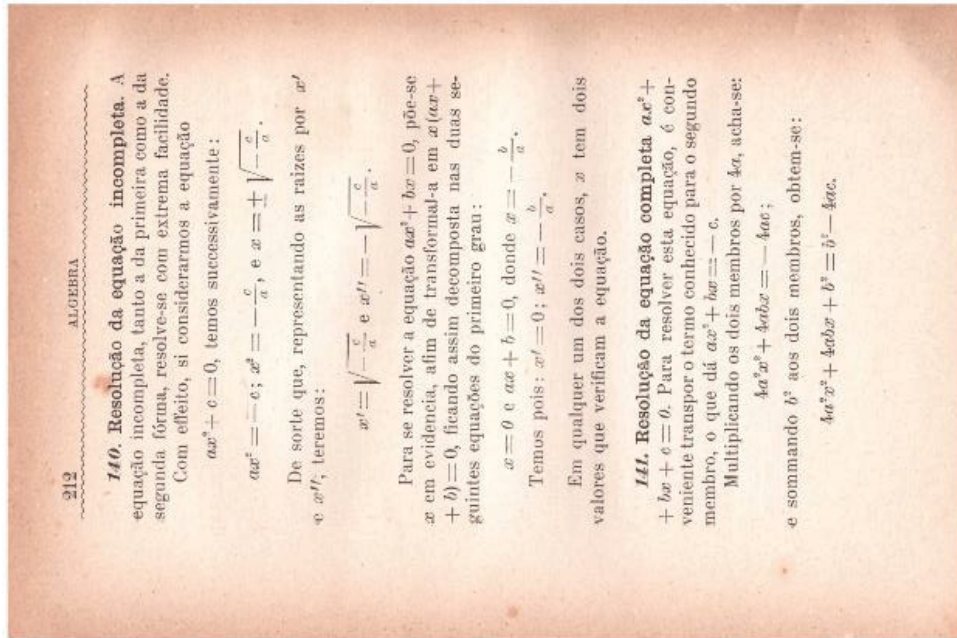 212 ALGEBRA
140. Resolução da equação incompleta. A
equação incompleta, tanto a da primeira como a da
segunda fórma, resolve-se com extrema facilidade.
Com effeito, si considerarmos a equação
ax² + c = 0, temos successivamente:
ax² = — c; x² = — c/a, e x = ± √— c/a.
De sorte que, representando as raizes por x′
e x′′; teremos:
x′ = √— c/a e x′′ = — √— c/a.
Para se resolver a equação ax² + bx = 0, põe-se
x em evidencia, afim de transformal-a em x (ax +
+ b) = 0, ficando assim decomposta nas duas se-
guintes equações do primeiro grau:
x = 0 e ax + b = 0, donde x = — b/a.
Temos pois: x′ = 0; x′′ = — b/a.
Em qualquer um dos dois casos, x tem dois
valores que verificam a equação.
141. Resolução da equação completa ax² +
+ bx + c = 0. Para resolver esta equação, é con-
veniente transpor o termo conhecido para o segundo
membro, o que dá ax² + bx = — c.
Multiplicando os dois membros por 4a, acha-se:
4a²x² + 4abx = — 4ac;
e sommando b² aos dois membros, obtem-se:
4a²x² + 4abx + b² = b² — 4ac.